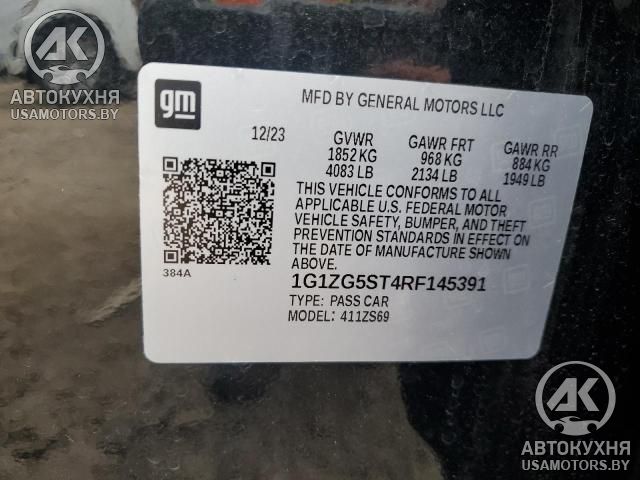 AK
АВТОКУХНЯ
USAMOTORS.BY
gm
MFD BY GENERAL MOTORS LLC
12/23 GVWR GAWR FRT GAWR RR
1852 KG 968 KG 884 KG
4083 LB 2134 LB 1949 LB
THIS VEHICLE CONFORMS TO ALL
APPLICABLE U.S. FEDERAL MOTOR
VEHICLE SAFETY, BUMPER, AND THEFT
PREVENTION STANDARDS IN EFFECT ON
THE DATE OF MANUFACTURE SHOWN
ABOVE.
384A
1G1ZG5ST4RF145391
TYPE: PASS CAR
MODEL: 411ZS69
AK
АВТОКУХНЯ
USAMOTORS.BY